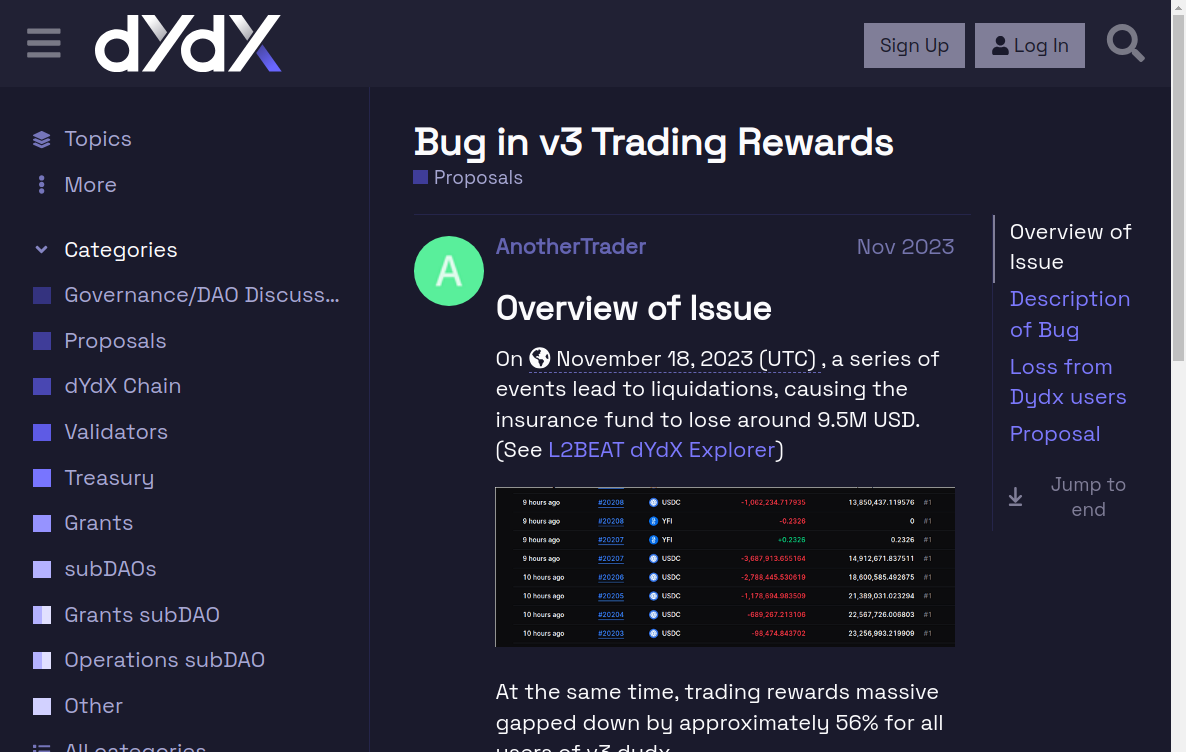 dYdX
Sign Up
Log In
Topics
More
Categories
Governance/DAO Discuss...
Proposals
dYdX Chain
Validators
Treasury
Grants
subDAOs
Grants subDAO
Operations subDAO
Other
All categories
Bug in v3 Trading Rewards
Proposals
A
AnotherTrader Nov 2023
Overview of Issue
On November 18, 2023 (UTC) , a series of
events lead to liquidations, causing the
insurance fund to lose around 9.5M USD.
(See L2BEAT dYdX Explorer)
9 hours ago #20208 USDC -1,062,234.717935 13,850,437.119576 #1
9 hours ago #20208 YFI -0.2326 0 #1
9 hours ago #20207 YFI +0.2326 0.2326 #1
9 hours ago #20207 USDC -3,687,913.655164 14,912,671.837511 #1
10 hours ago #20206 USDC -2,788,445.530619 18,600,585.492675 #1
10 hours ago #20205 USDC -1,178,694.983509 21,389,031.023294 #1
10 hours ago #20204 USDC -689,267.213106 22,567,726.006803 #1
10 hours ago #20203 USDC -98,474.843702 23,256,993.219909 #1
At the same time, trading rewards massive
gapped down by approximately 56% for all
users of v3 dydx
Overview of
Issue
Description
of Bug
Loss from
Dydx users
Proposal
Jump to
end